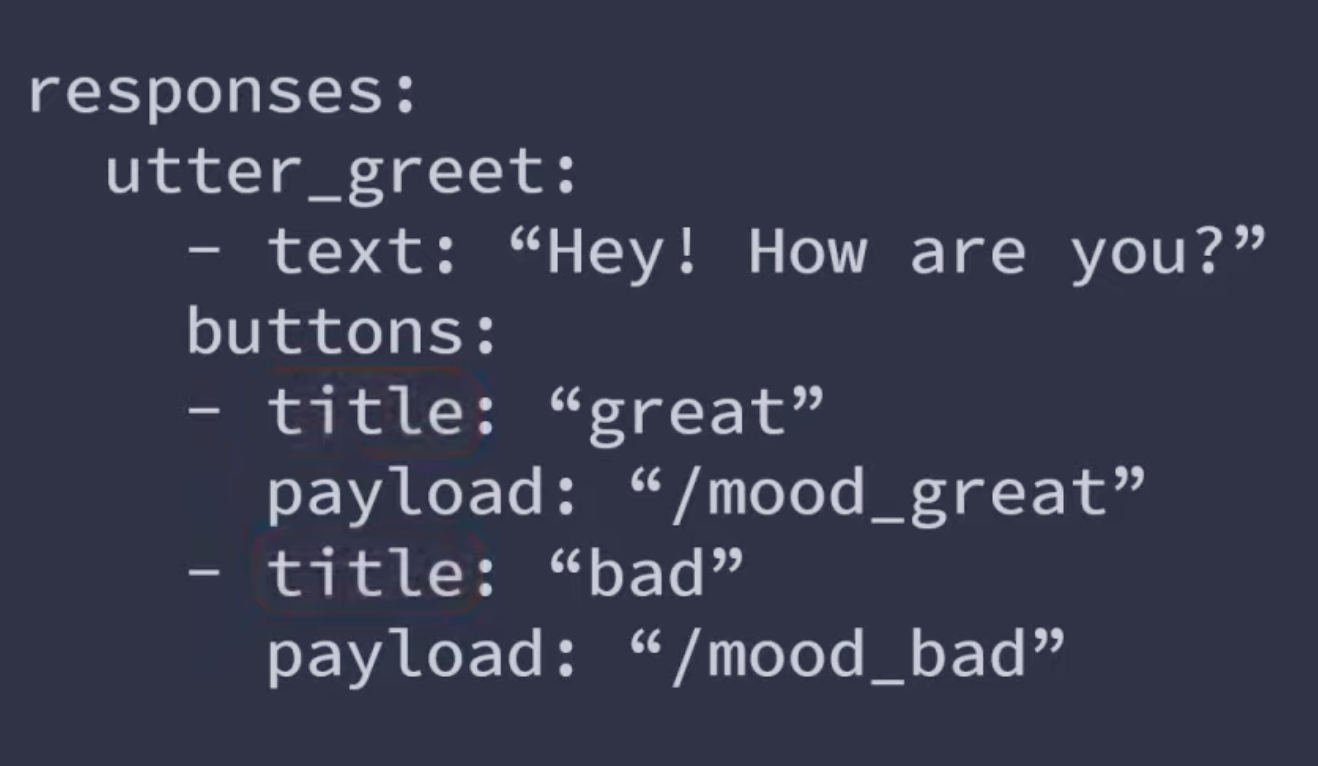 responses:
  utter_greet:
    - text: “Hey! How are you?”
    buttons:
    - title: “great”
      payload: “/mood_great”
    - title: “bad”
      payload: “/mood_bad”